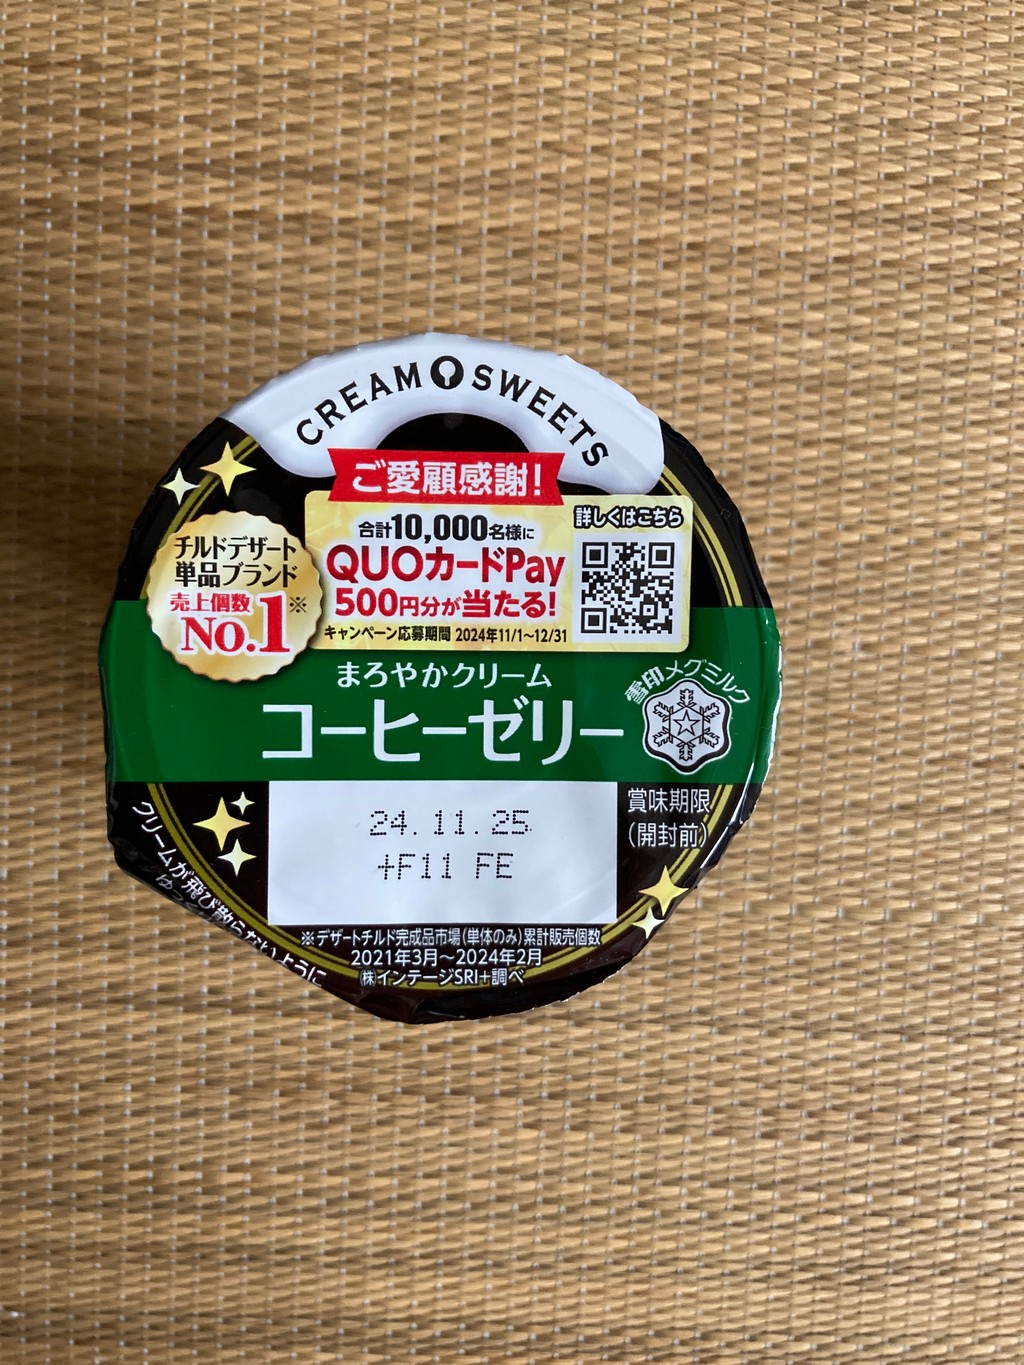 CREAM SWEETS
ご愛顧感謝!
合計10,000名様に
QUOカードPay
500円分が当たる!
キャンペーン応募期間 2024年11/1~12/31
詳しくはこちら
チルドデザート
単品ブランド
売上個数
No.1※
まろやかクリーム
コーヒーゼリー
雪印メグミルク
24.11.25
+F11 FE
賞味期限
(開封前)
クリームが飛び散らないように
※デザートチルド完成品市場(単体のみ)累計販売個数
2021年3月~2024年2月
㈱インテージSRI+調べ